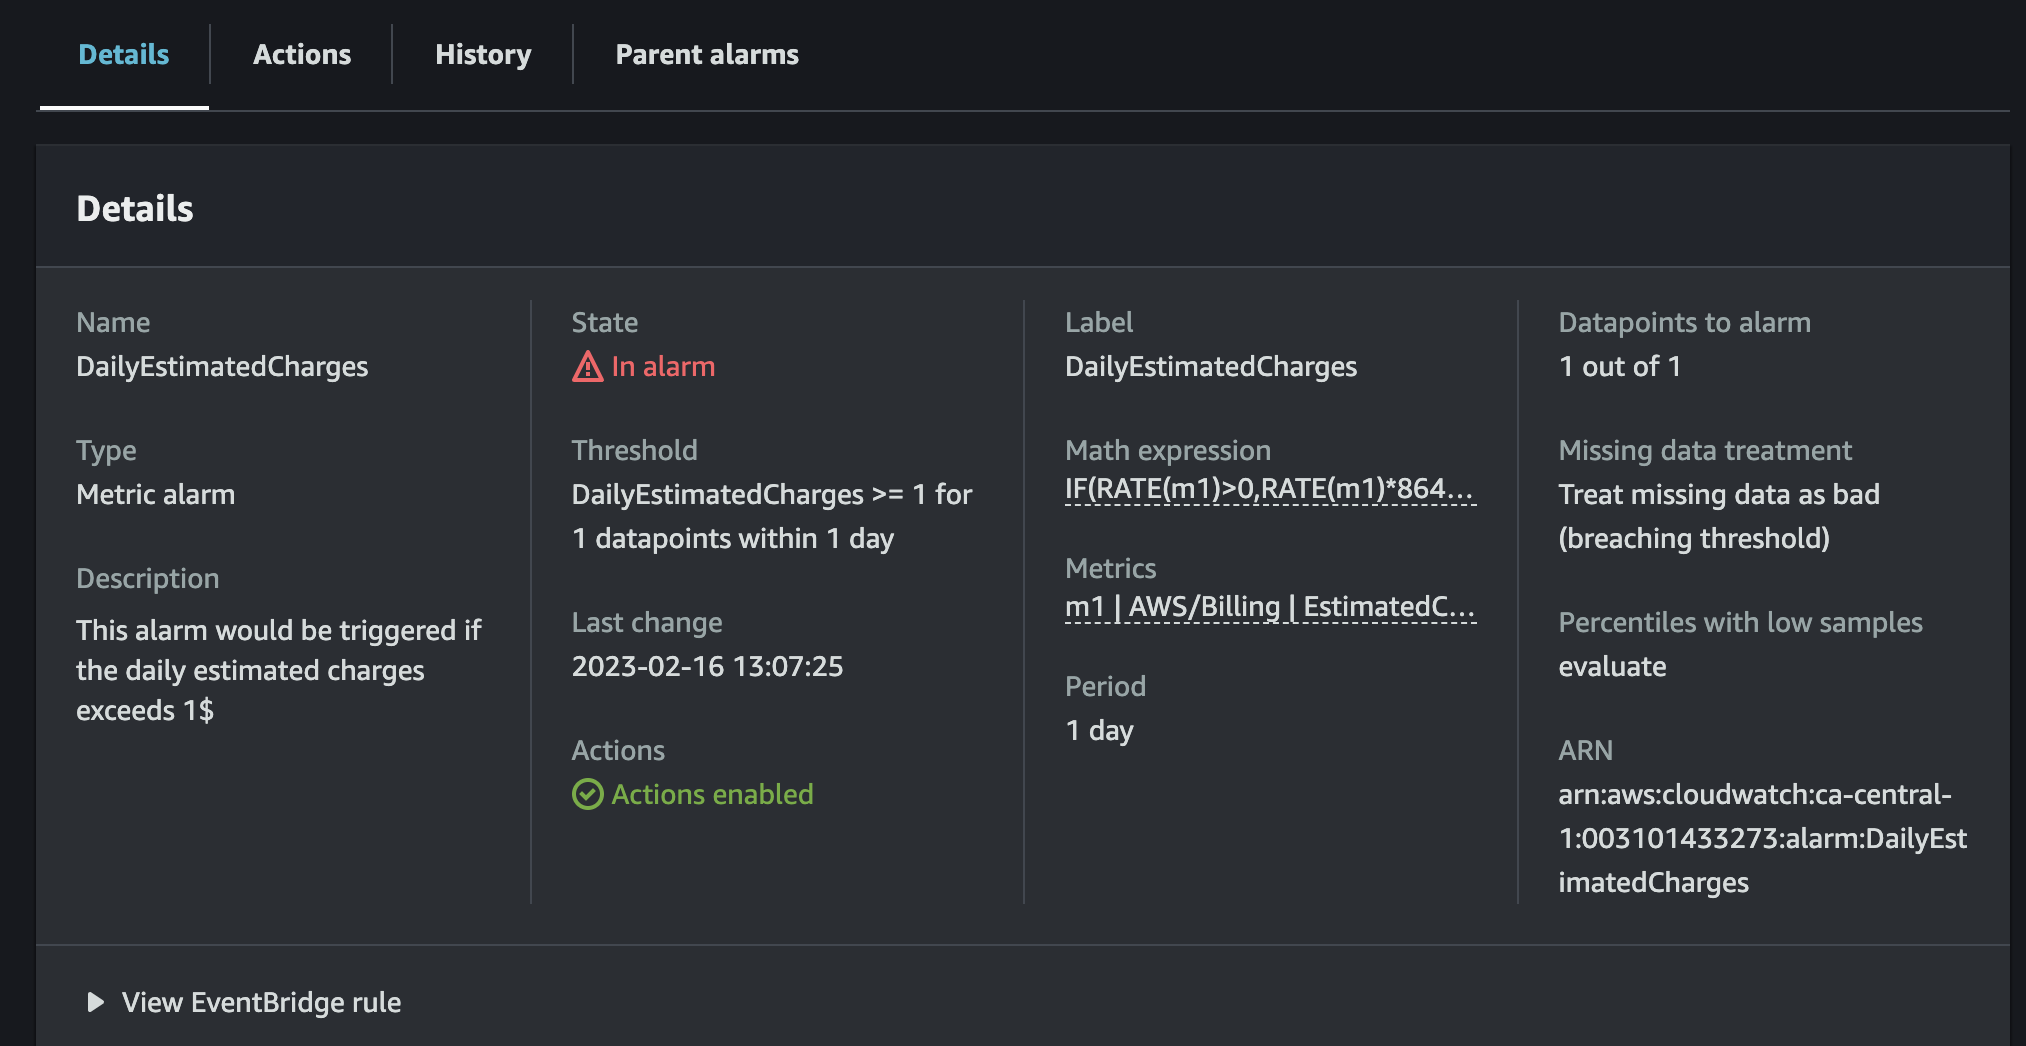 Details
Actions
History
Parent alarms
Details
Name
DailyEstimatedCharges
Type
Metric alarm
Description
This alarm would be triggered if
the daily estimated charges
exceeds 1$
State
In alarm
Threshold
DailyEstimatedCharges >= 1 for
1 datapoints within 1 day
Last change
2023-02-16 13:07:25
Actions
Actions enabled
Label
DailyEstimatedCharges
Math expression
IF(RATE(m1)>0,RATE(m1)*864...
Metrics
m1 | AWS/Billing | EstimatedC...
Period
1 day
Datapoints to alarm
1 out of 1
Missing data treatment
Treat missing data as bad
(breaching threshold)
Percentiles with low samples
evaluate
ARN
arn:aws:cloudwatch:ca-central-
1:003101433273:alarm:DailyEst
imatedCharges
View EventBridge rule